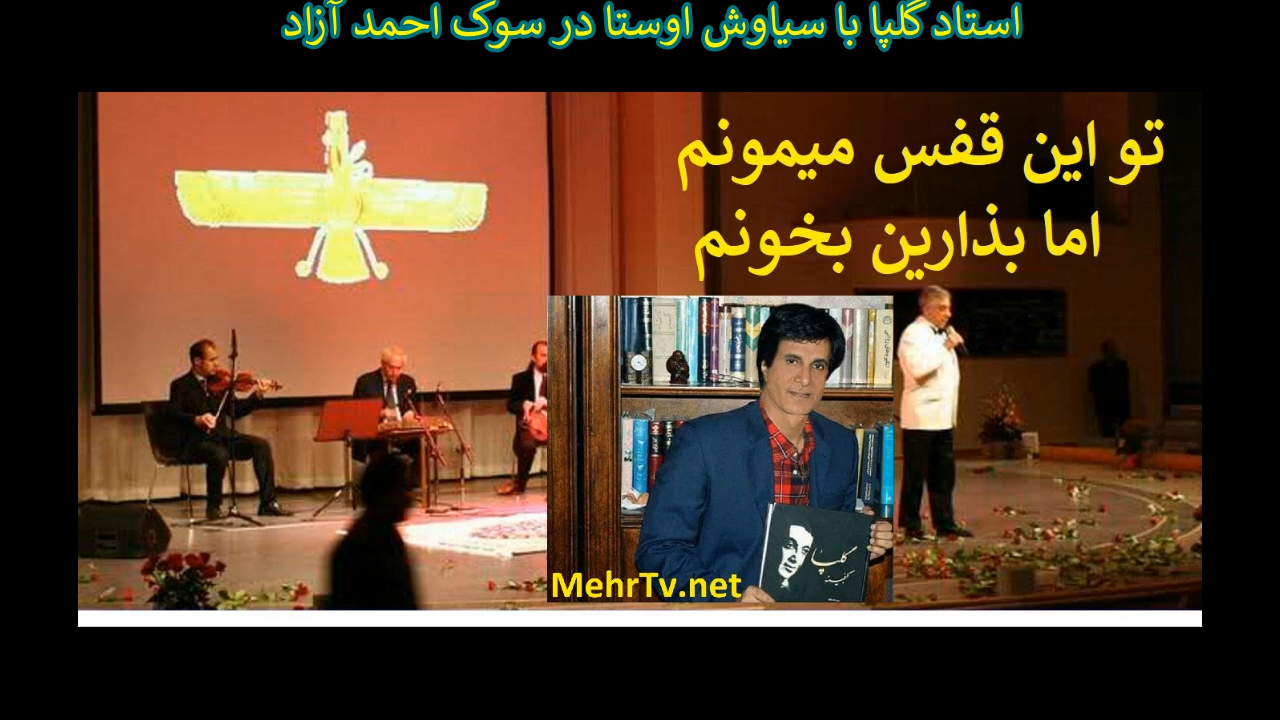 استاد گلپا با سیاوش اوستا در سوک احمد آزاد
تو این قفس میمونم
اما بذارین بخونم
گلپا
MehrTv.net